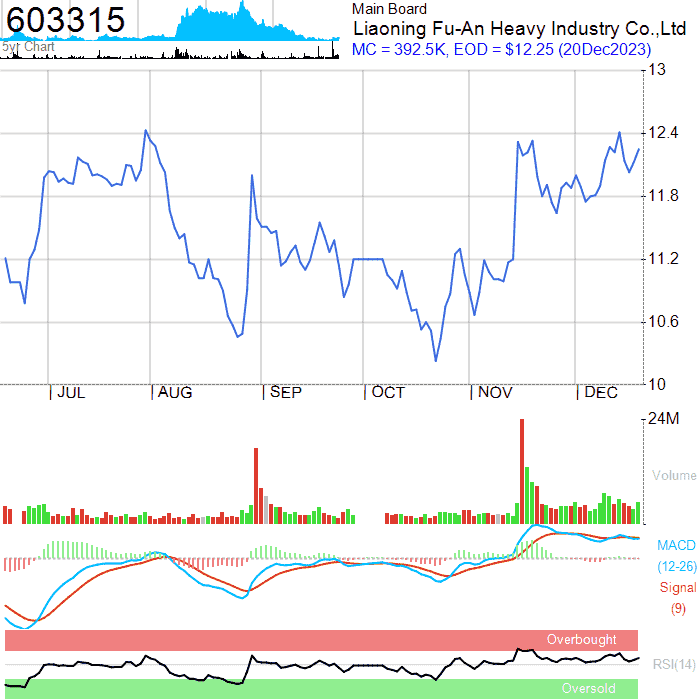 603315
5yr Chart
Main Board
Liaoning Fu-An Heavy Industry Co.,Ltd
MC = 392.5K, EOD = $12.25 (20Dec2023)
13
12.4
11.8
11.2
10.6
10
JUL
AUG
SEP
OCT
NOV
DEC
24M
Volume
MACD
(12-26)
Signal
(9)
Overbought
RSI(14)
Oversold